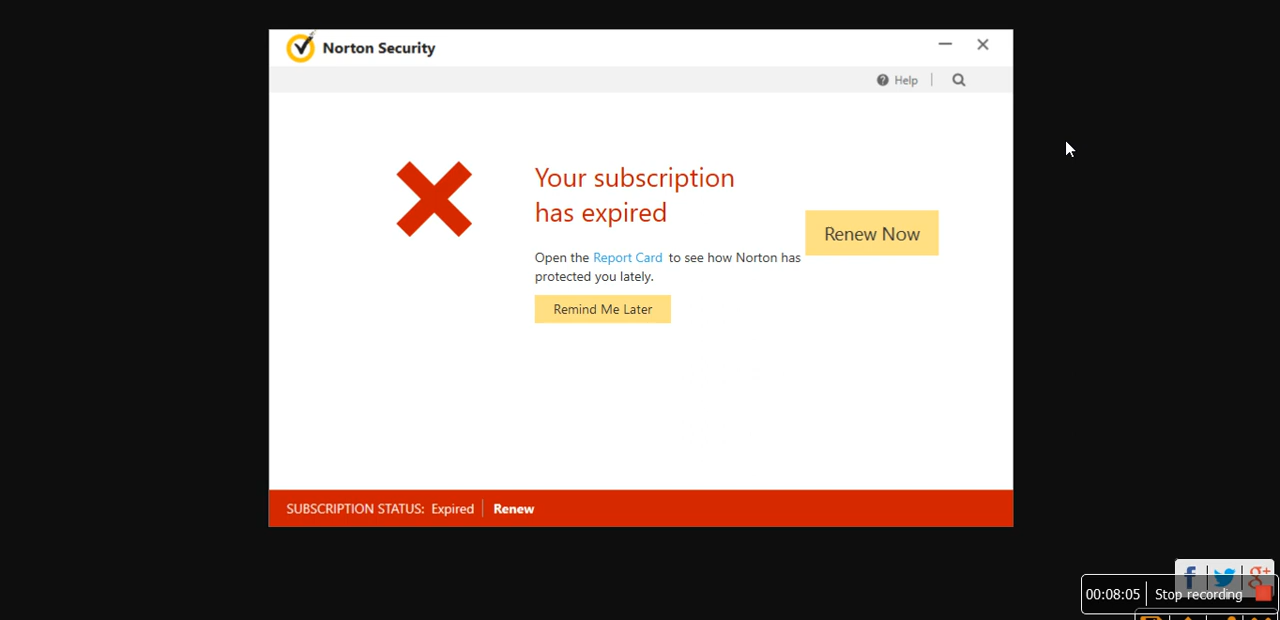 Norton Security
Help
Your subscription
has expired
Renew Now
Open the Report Card to see how Norton has
protected you lately.
Remind Me Later
SUBSCRIPTION STATUS: Expired
Renew
f
g+
00:08:05
Stop recording